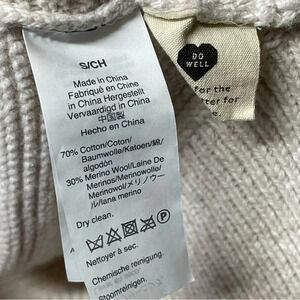 S/CH
Made in China
Fabriqué en Chine
in China Hergestellt
Vervaardigd in China
中国製
Hecho en China
70% Cotton/Coton/
Baumwolle/Katoen/綿/
algodón
30% Merino Wool/Laine De
Merinos/Merinowolle/
Merinowol/メリノウー
ル/lana merino
Dry clean.
Nettoyer à sec.
Chemische reinigung.
Stoomreinigen.
DO
WELL
for the
tter for